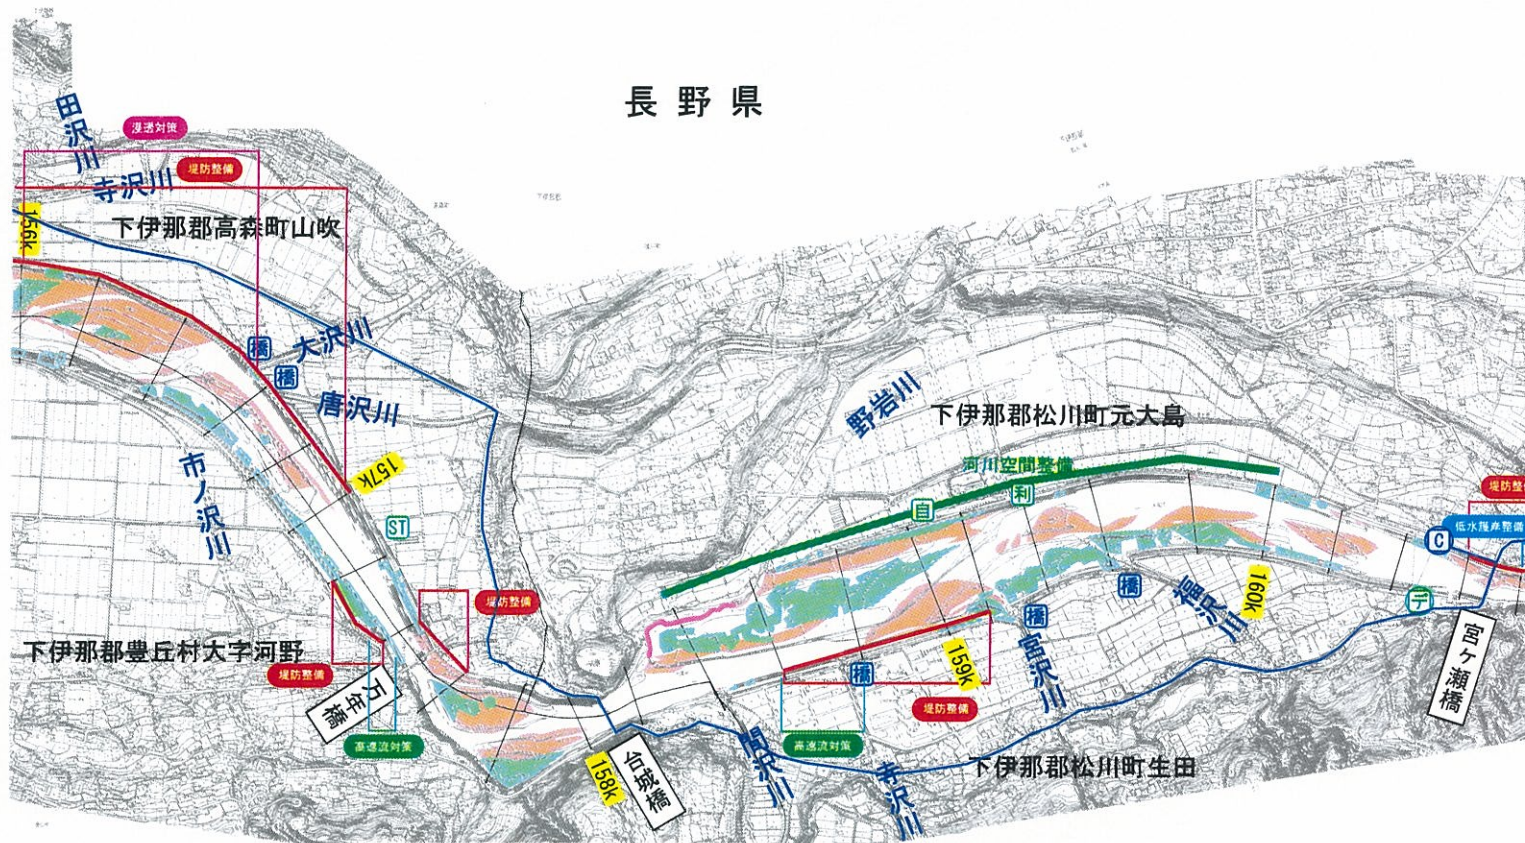 長野県
田沢川
浸透対策
堤防整備
寺沢川
156k
下伊那郡高森町山吹
橋
大沢川
橋
唐沢川
157k
市ノ沢川
ST
野岩川
下伊那郡松川町元大島
河川空間整備
利
自
堤防整備
下伊那郡豊丘村大字河野
堤防整備
万年橋
高速流対策
158k
台城橋
間沢川
高速流対策
橋
堤防整備
159k
橋
宮沢川
橋
福沢川
160k
寺沢川
下伊那郡松川町生田
堤防整
低水護岸整備
C
宮ヶ瀬橋